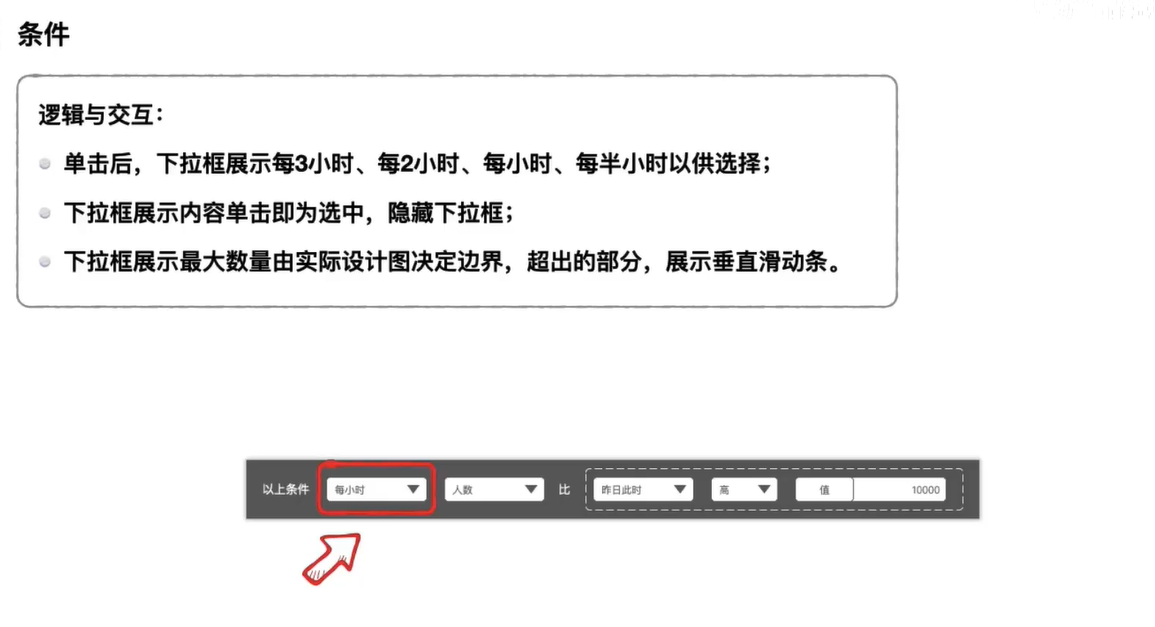 条件
逻辑与交互：
单击后，下拉框展示每3小时、每2小时、每小时、每半小时以供选择；
下拉框展示内容单击即为选中，隐藏下拉框；
下拉框展示最大数量由实际设计图决定边界，超出的部分，展示垂直滑动条。
以上条件 每小时 人数 比 昨日此时 高 值 10000